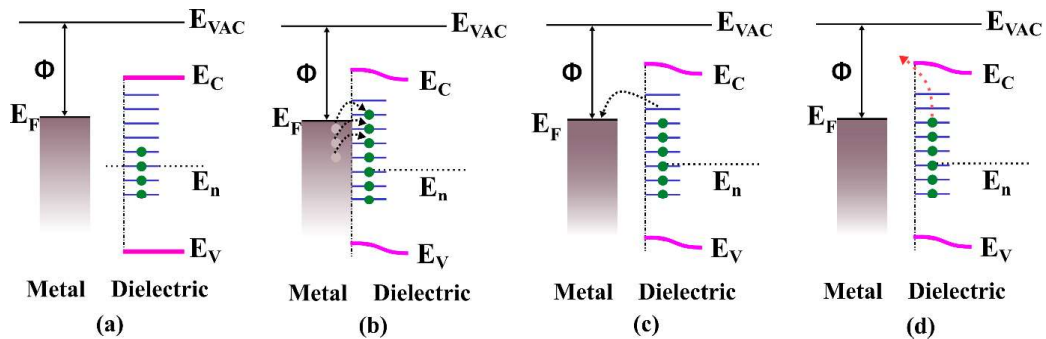 E_VAC
Φ
E_C
E_F
E_n
E_V
Metal Dielectric
(a)
E_VAC
Φ
E_C
E_F
E_n
E_V
Metal Dielectric
(b)
E_VAC
Φ
E_C
E_F
E_n
E_V
Metal Dielectric
(c)
E_VAC
Φ
E_C
E_F
E_n
E_V
Metal Dielectric
(d)